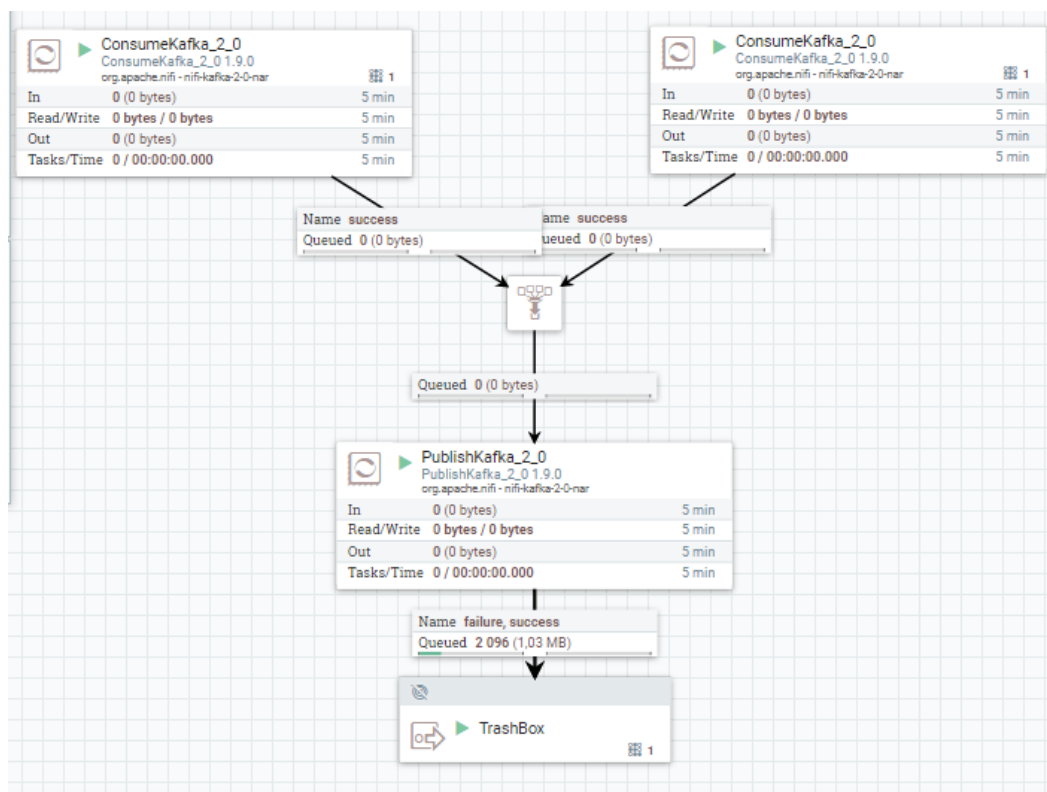 ConsumeKafka_2_0
ConsumeKafka_2_0 1.9.0
org.apache.nifi - nifi-kafka-2-0-nar
1
In 0 (0 bytes) 5 min
Read/Write 0 bytes / 0 bytes 5 min
Out 0 (0 bytes) 5 min
Tasks/Time 0 / 00:00:00.000 5 min
ConsumeKafka_2_0
ConsumeKafka_2_0 1.9.0
org.apache.nifi - nifi-kafka-2-0-nar
1
In 0 (0 bytes) 5 min
Read/Write 0 bytes / 0 bytes 5 min
Out 0 (0 bytes) 5 min
Tasks/Time 0 / 00:00:00.000 5 min
Name success
Queued 0 (0 bytes)
ame success
ueued 0 (0 bytes)
Queued 0 (0 bytes)
PublishKafka_2_0
PublishKafka_2_0 1.9.0
org.apache.nifi - nifi-kafka-2-0-nar
In 0 (0 bytes) 5 min
Read/Write 0 bytes / 0 bytes 5 min
Out 0 (0 bytes) 5 min
Tasks/Time 0 / 00:00:00.000 5 min
Name failure, success
Queued 2 096 (1,03 MB)
TrashBox
1